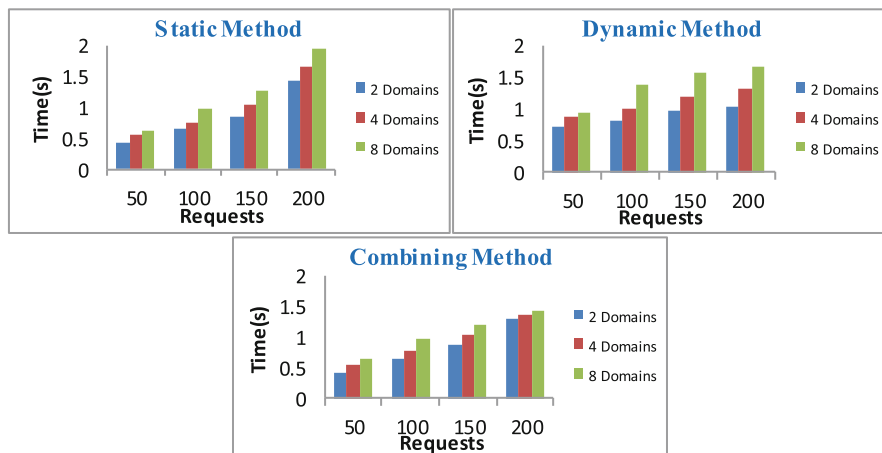 Static Method
2
1.5
1
0.5
0
Time(s)
50 100 150 200
Requests
2 Domains
4 Domains
8 Domains
Dynamic Method
2
1.5
1
0.5
0
Time(s)
50 100 150 200
Requests
2 Domains
4 Domains
8 Domains
Combining Method
2
1.5
1
0.5
0
Time(s)
50 100 150 200
Requests
2 Domains
4 Domains
8 Domains